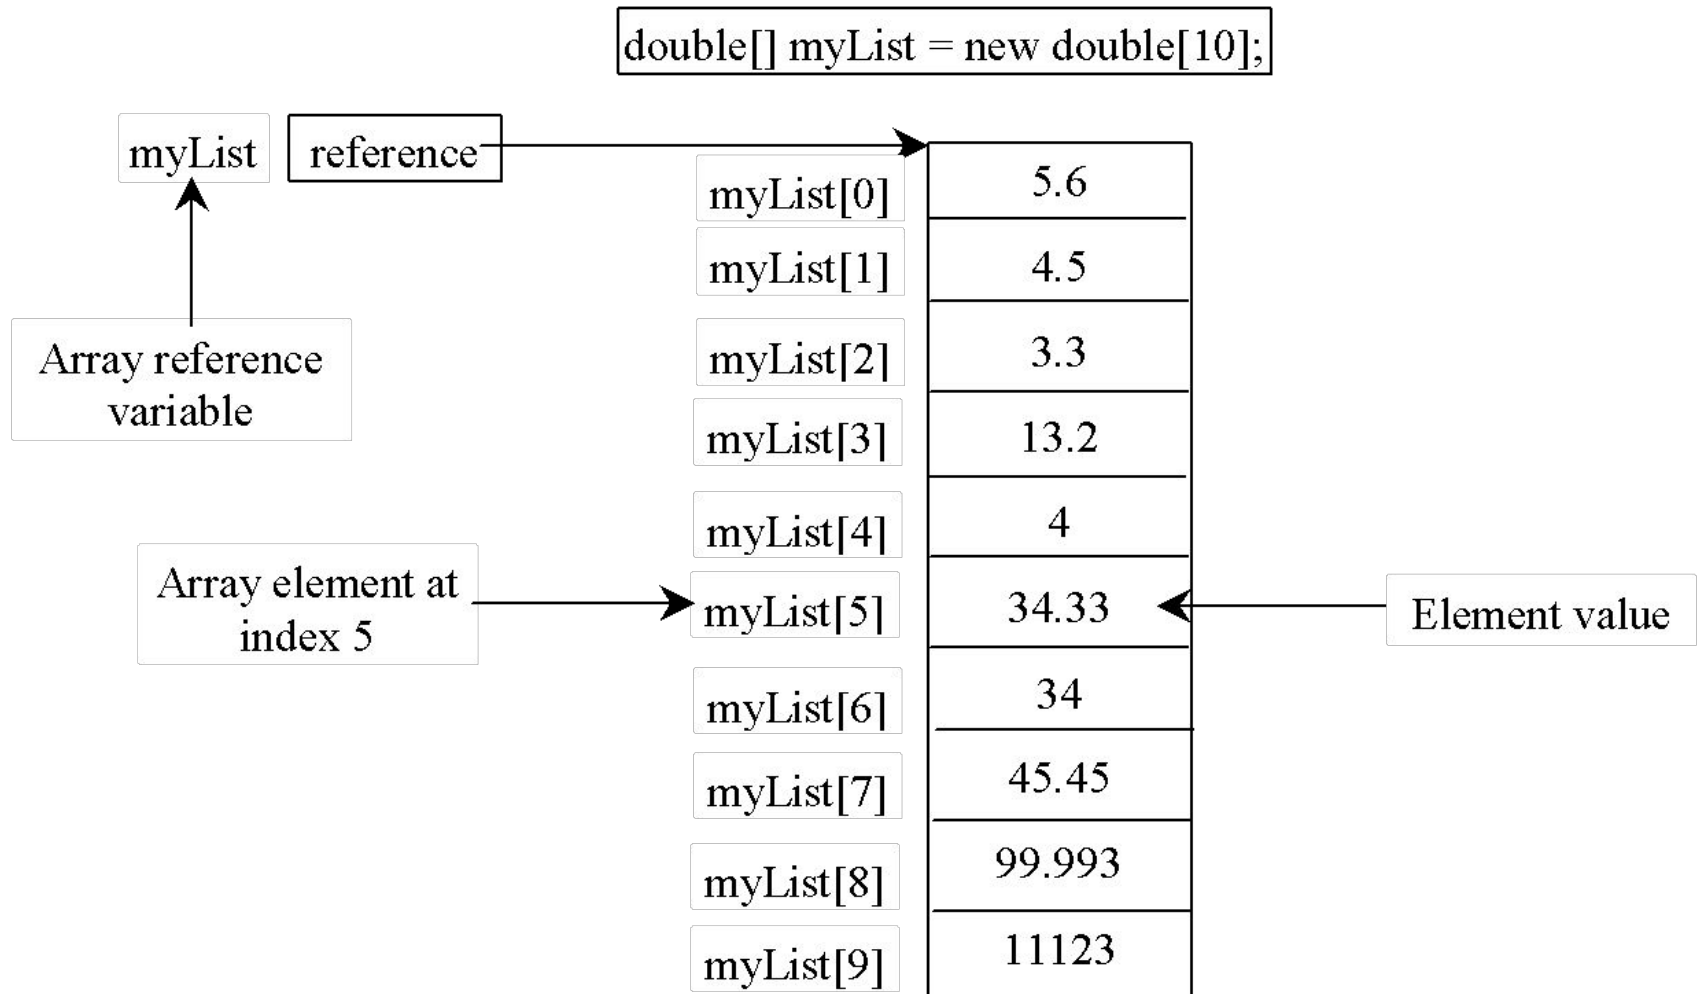 double[] myList = new double[10];
myList
reference
myList[0]
5.6
myList[1]
4.5
Array reference
variable
myList[2]
3.3
myList[3]
13.2
myList[4]
4
Array element at
index 5
myList[5]
34.33
Element value
myList[6]
34
myList[7]
45.45
myList[8]
99.993
myList[9]
11123